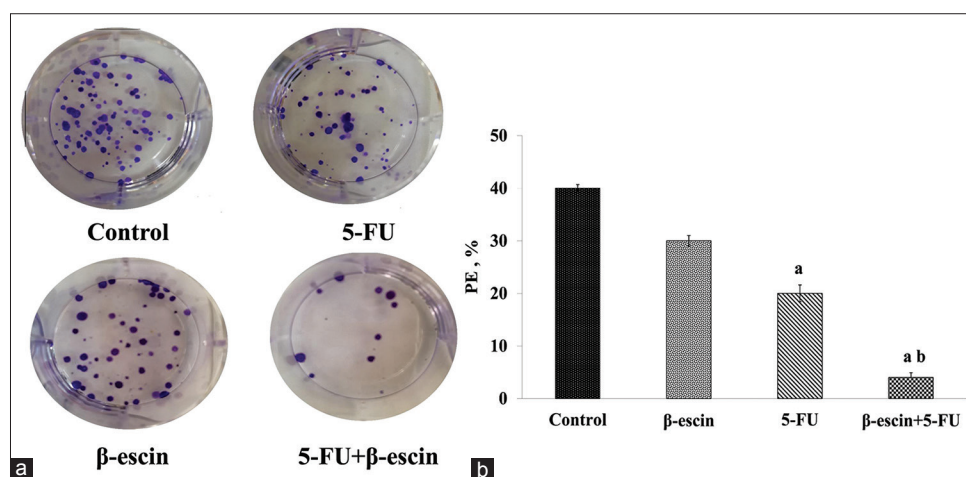 Control
5-FU
β-escin
5-FU+β-escin
a
PE , %
50
40
30
20
10
0
a
a b
Control
β-escin
5-FU
β-escin+5-FU
b